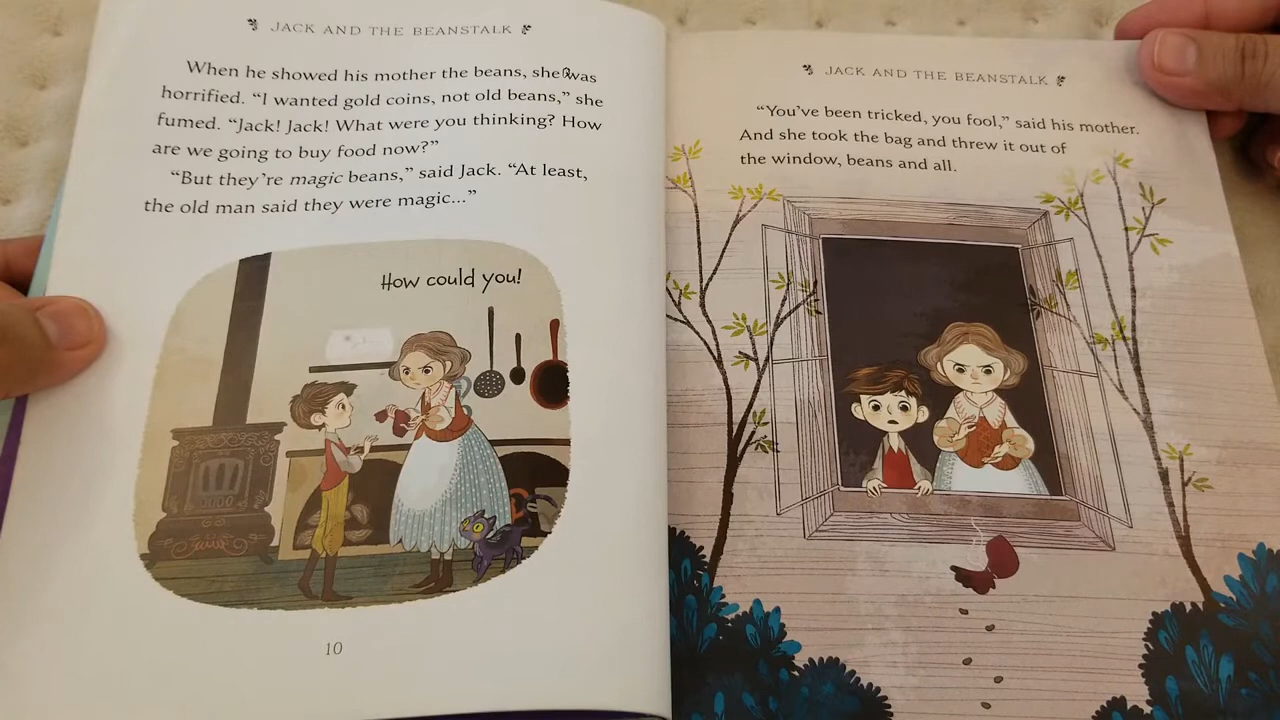 JACK AND THE BEANSTALK
When he showed his mother the beans, she was
horrified. “I wanted gold coins, not old beans,” she
fumed. “Jack! Jack! What were you thinking? How
are we going to buy food now?”
“But they’re magic beans,” said Jack. “At least,
the old man said they were magic...”
How could you!
10
JACK AND THE BEANSTALK
“You’ve been tricked, you fool,” said his mother.
And she took the bag and threw it out of
the window, beans and all.